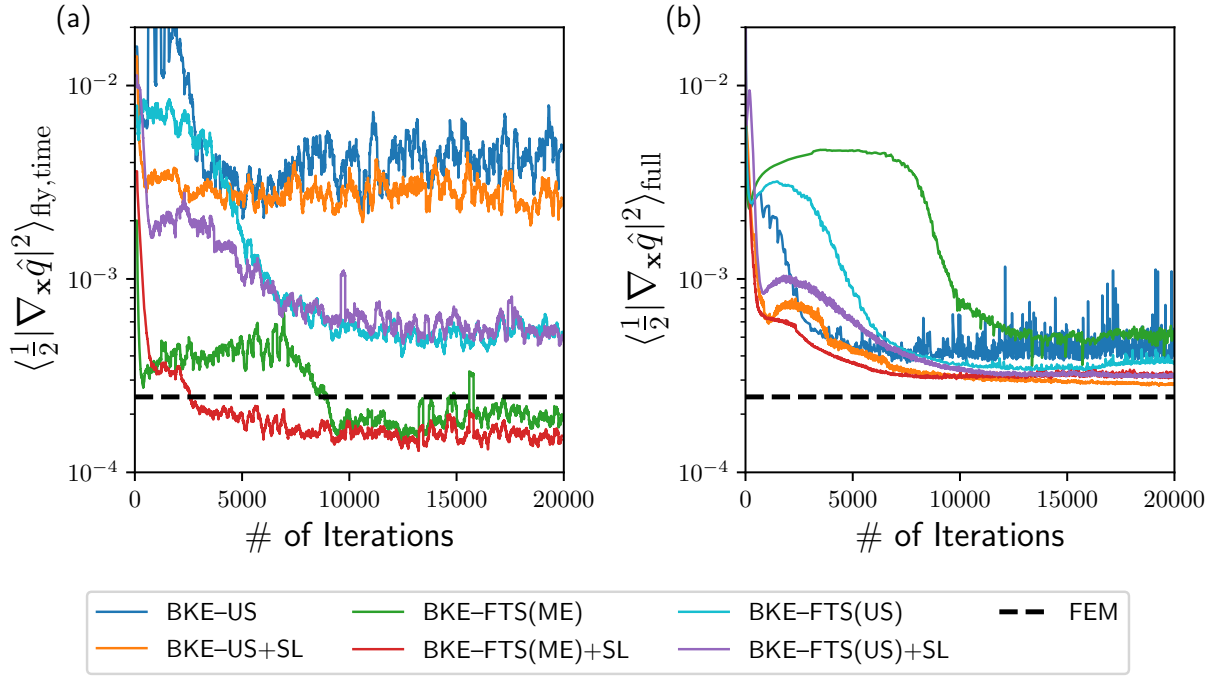 (a)
(b)
10⁻²
10⁻³
10⁻⁴
⟨½|∇ₓq̂|²⟩fly,time
0 5000 10000 15000 20000
# of Iterations
10⁻²
10⁻³
10⁻⁴
⟨½|∇ₓq̂|²⟩full
0 5000 10000 15000 20000
# of Iterations
BKE–US BKE–FTS(ME) BKE–FTS(US) FEM
BKE–US+SL BKE–FTS(ME)+SL BKE–FTS(US)+SL